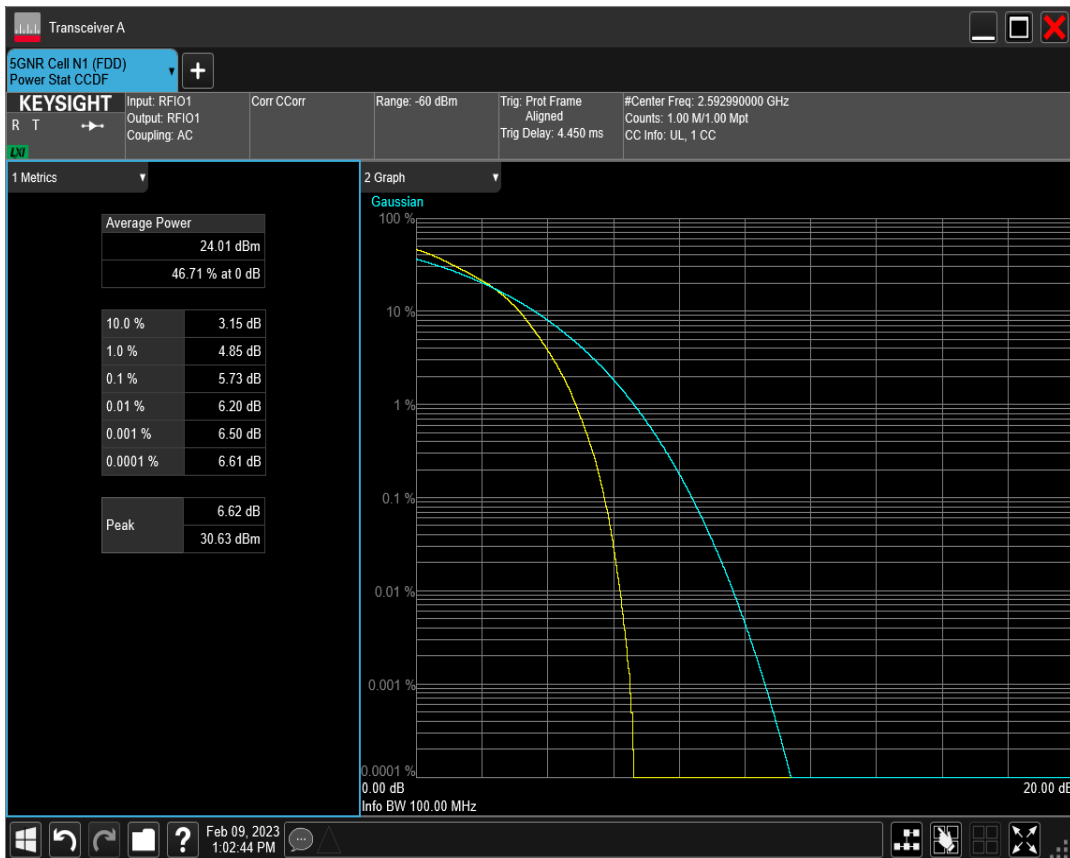 Transceiver A
5GNR Cell N1 (FDD)
Power Stat CCDF
KEYSIGHT
R T
LXI
Input: RFIO1
Output: RFIO1
Coupling: AC
Corr CCorr
Range: -60 dBm
Trig: Prot Frame
Aligned
Trig Delay: 4.450 ms
#Center Freq: 2.592990000 GHz
Counts: 1.00 M/1.00 Mpt
CC Info: UL, 1 CC
1 Metrics
Average Power
24.01 dBm
46.71 % at 0 dB
10.0 % 3.15 dB
1.0 % 4.85 dB
0.1 % 5.73 dB
0.01 % 6.20 dB
0.001 % 6.50 dB
0.0001 % 6.61 dB
Peak 6.62 dB
30.63 dBm
2 Graph
Gaussian
100 %
10 %
1 %
0.1 %
0.01 %
0.001 %
0.0001 %
0.00 dB 20.00 dB
Info BW 100.00 MHz
? Feb 09, 2023
1:02:44 PM